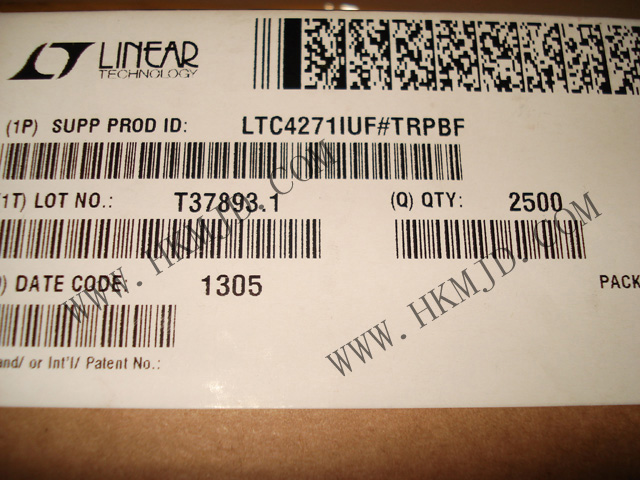 LINEAR
TECHNOLOGY
(1P) SUPP PROD ID: LTC4271IUF#TRPBF
1T) LOT NO.: T37893.1 (Q) QTY: 2500
) DATE CODE: 1305 PACK
and/ or Int'l/ Patent No.:
WWW.HKMJD.COM
WWW.HKMJD.COM